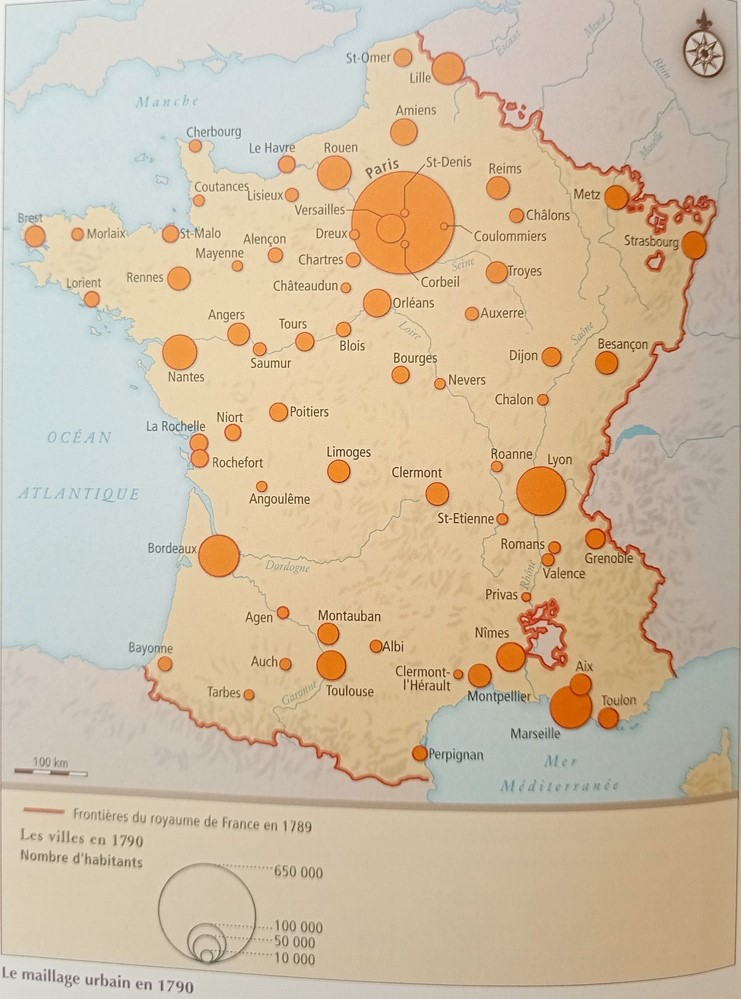 St-Omer
Lille
Escaut
Meuse
Rhin
Moselle
Manche
Amiens
Cherbourg
Le Havre
Rouen
Paris
St-Denis
Reims
Metz
Coutances
Lisieux
Versailles
Châlons
Brest
Morlaix
St-Malo
Alençon
Dreux
Coulommiers
Strasbourg
Mayenne
Chartres
Seine
Rennes
Châteaudun
Corbeil
Troyes
Lorient
Orléans
Auxerre
Angers
Tours
Loire
Saône
Saumur
Blois
Nantes
Bourges
Dijon
Besançon
Nevers
Chalon
La Rochelle
Niort
Poitiers
OCÉAN
ATLANTIQUE
Rochefort
Limoges
Clermont
Roanne
Lyon
Angoulême
St-Etienne
Bordeaux
Dordogne
Romans
Grenoble
Valence
Rhône
Privas
Agen
Montauban
Nîmes
Bayonne
Auch
Albi
Clermont-
l'Hérault
Aix
Tarbes
Garonne
Toulouse
Montpellier
Toulon
Marseille
Perpignan
Mer
Méditerranée
100 km
Frontières du royaume de France en 1789
Les villes en 1790
Nombre d'habitants
650 000
100 000
50 000
10 000
Le maillage urbain en 1790